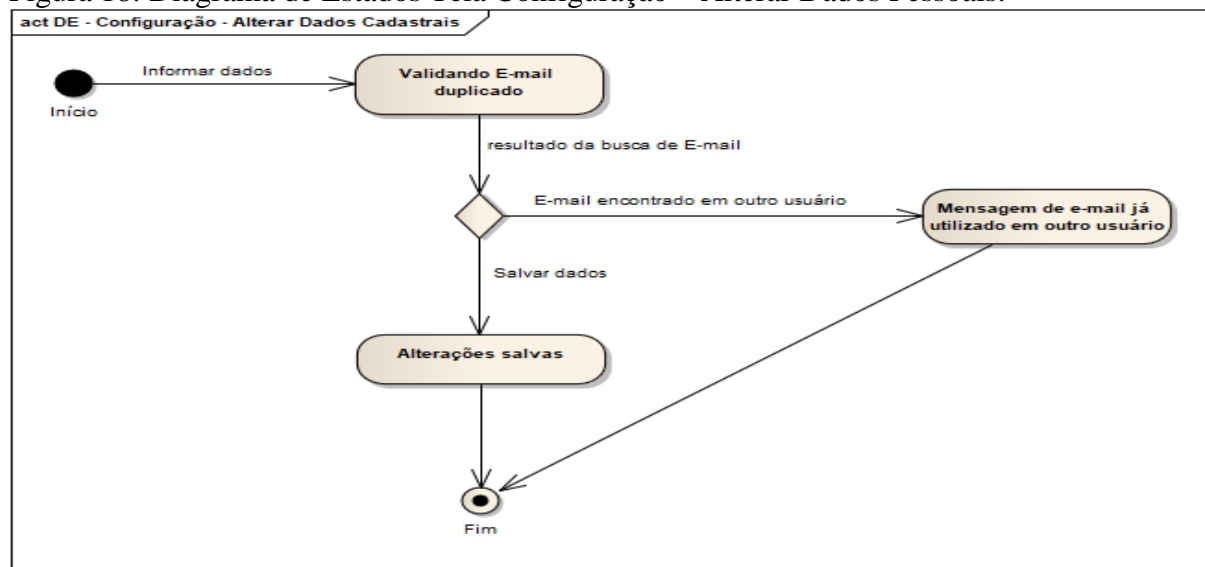 Figura 18: Diagrama de Estados Tela Configuração – Alterar Dados Pessoais.
act DE - Configuração - Alterar Dados Cadastrais
Informar dados
Validando E-mail
duplicado
Início
resultado da busca de E-mail
E-mail encontrado em outro usuário
Mensagem de e-mail já
utilizado em outro usuário
Salvar dados
Alterações salvas
Fim